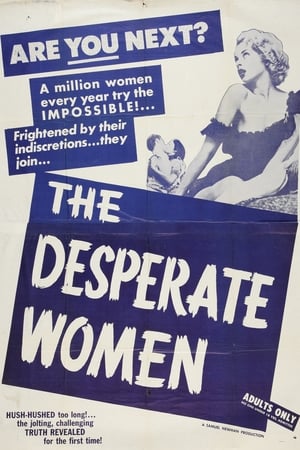 ARE YOU NEXT?
A million women
every year try the
IMPOSSIBLE!...
Frightened by their
indiscretions...they
join...
THE
DESPERATE
WOMEN
ADULTS ONLY
HUSH-HUSHED too long!...
the jolting, challenging
TRUTH REVEALED
for the first time!
A SAMUEL NEWMAN PRODUCTION